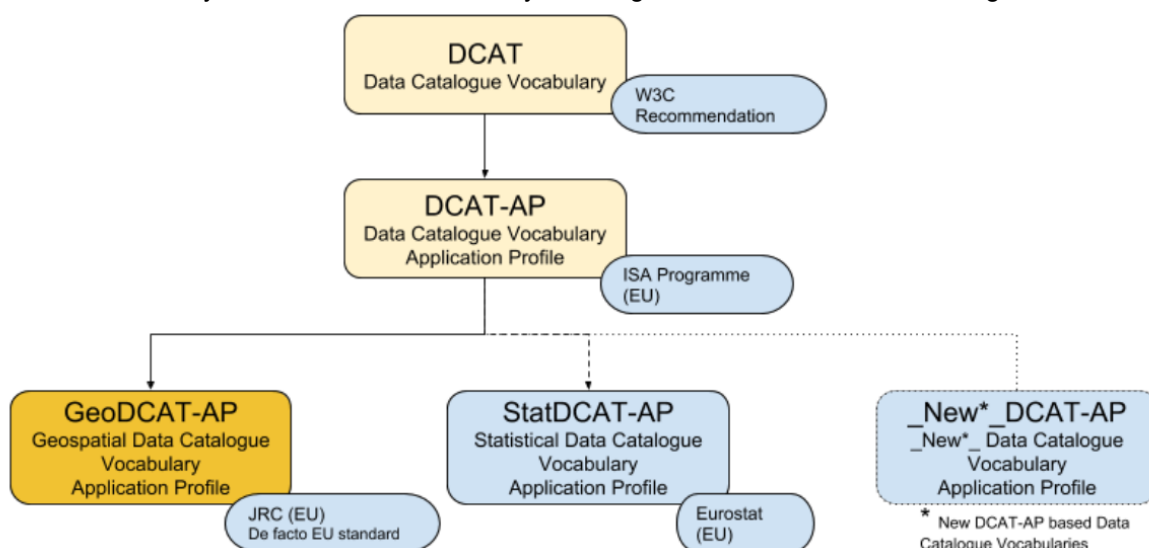 DCAT
Data Catalogue Vocabulary
W3C
Recommendation
DCAT-AP
Data Catalogue Vocabulary
Application Profile
ISA Programme
(EU)
GeoDCAT-AP
Geospatial Data Catalogue
Vocabulary
Application Profile
JRC (EU)
De facto EU standard
StatDCAT-AP
Statistical Data Catalogue
Vocabulary
Application Profile
Eurostat
(EU)
_New*_DCAT-AP
_New*_ Data Catalogue
Vocabulary
Application Profile
* New DCAT-AP based Data
Catalogue Vocabularies